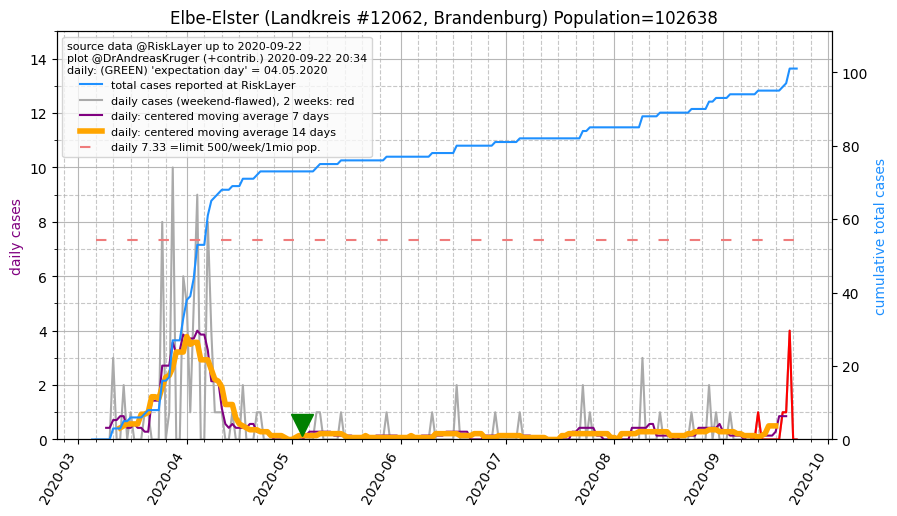 Elbe-Elster (Landkreis #12062, Brandenburg) Population=102638
source data @RiskLayer up to 2020-09-22
plot @DrAndreasKruger (+contrib.) 2020-09-22 20:34
daily: (GREEN) 'expectation day' = 04.05.2020
total cases reported at RiskLayer
daily cases (weekend-flawed), 2 weeks: red
daily: centered moving average 7 days
daily: centered moving average 14 days
daily 7.33 =limit 500/week/1mio pop.
daily cases
14
12
10
8
6
4
2
0
cumulative total cases
100
80
60
40
20
0
2020-03
2020-04
2020-05
2020-06
2020-07
2020-08
2020-09
2020-10